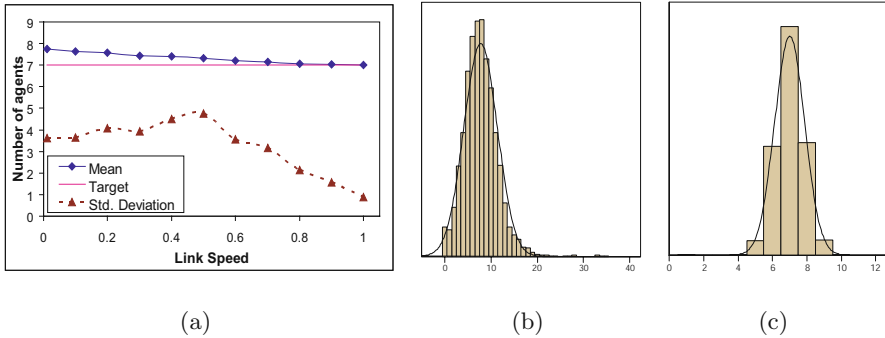 9
8
7
6
5
4
3
2
1
0
Number of agents
Mean
Target
Std. Deviation
0 0.2 0.4 0.6 0.8 1
Link Speed
0 10 20 30 40
0 2 4 6 8 10 12
(a) (b) (c)